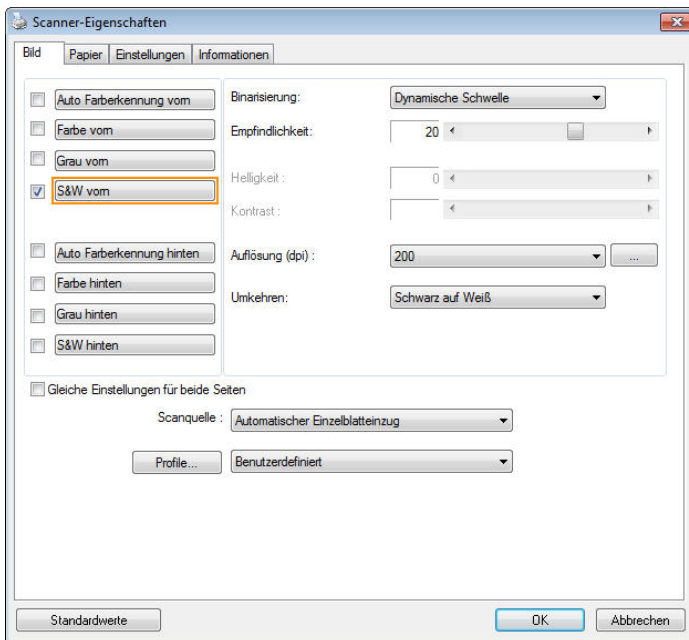 Scanner-Eigenschaften
Bild Papier Einstellungen Informationen
Auto Farberkennung vorn
Farbe vorn
Grau vorn
S&W vorn
Auto Farberkennung hinten
Farbe hinten
Grau hinten
S&W hinten
Binarisierung: Dynamische Schwelle
Empfindlichkeit: 20
Helligkeit : 0
Kontrast :
Auflösung (dpi) : 200 ...
Umkehren: Schwarz auf Weiß
Gleiche Einstellungen für beide Seiten
Scanquelle : Automatischer Einzelblatteinzug
Profile... Benutzerdefiniert
Standardwerte OK Abbrechen